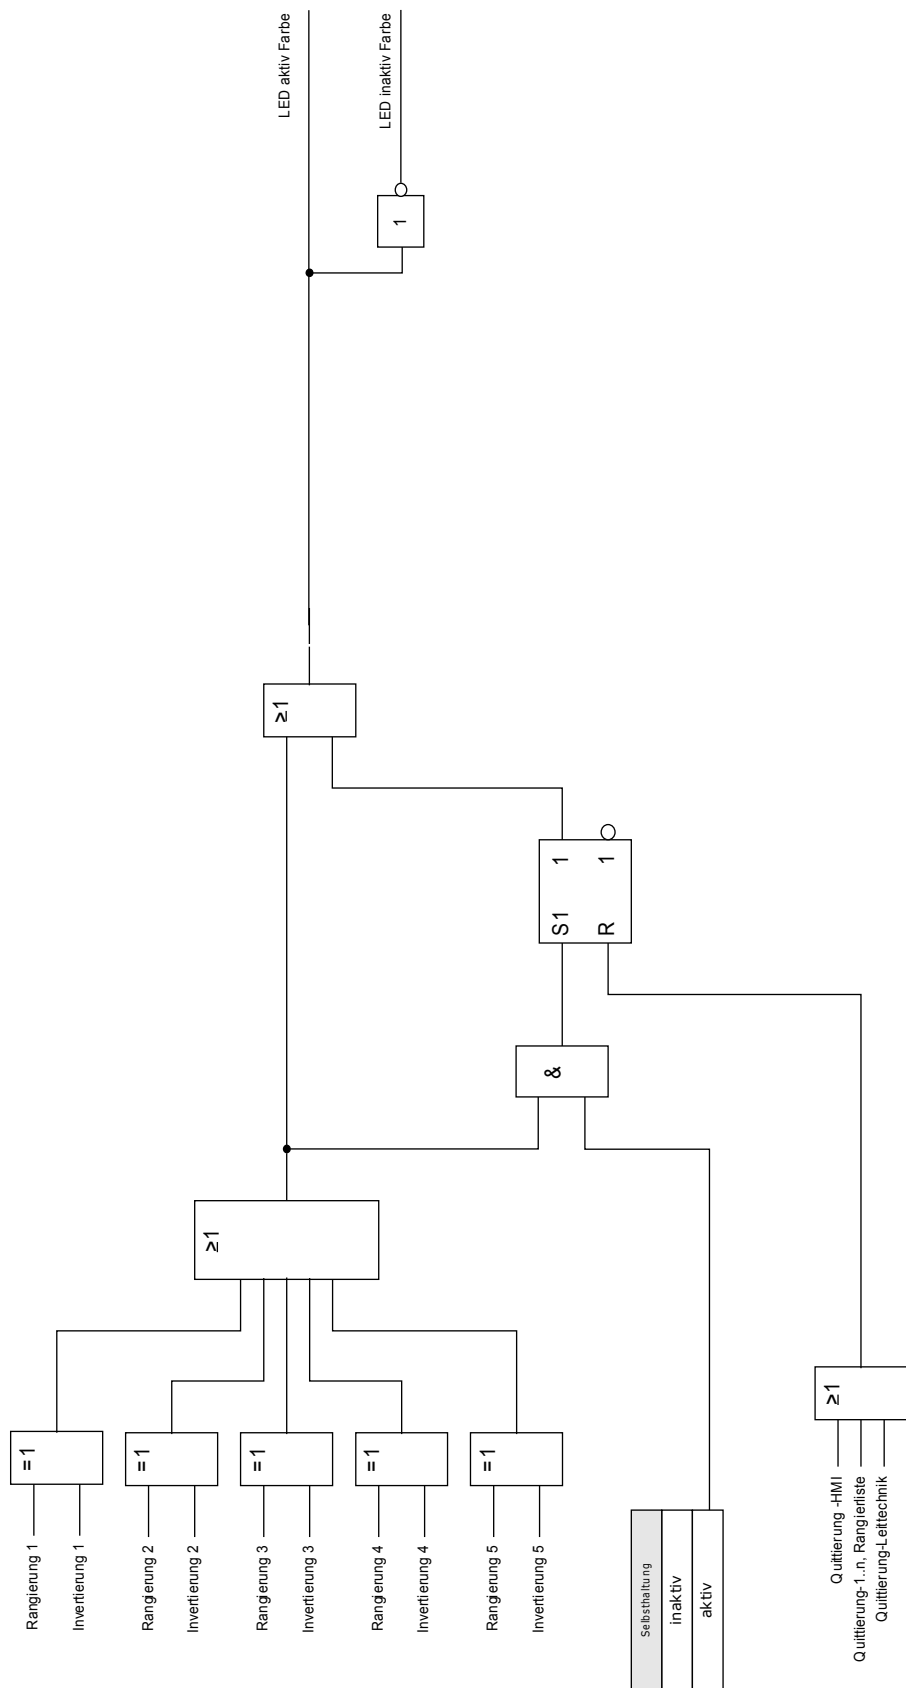 LED aktiv Farbe
LED inaktiv Farbe
1
≥1
S1 1
R 1
&
≥1
=1
=1
=1
=1
=1
Rangierung 1
Invertierung 1
Rangierung 2
Invertierung 2
Rangierung 3
Invertierung 3
Rangierung 4
Invertierung 4
Rangierung 5
Invertierung 5
Selbsthaltung
inaktiv
aktiv
≥1
Quittierung -HMI
Quittierung-1..n, Rangierliste
Quittierung-Leittechnik